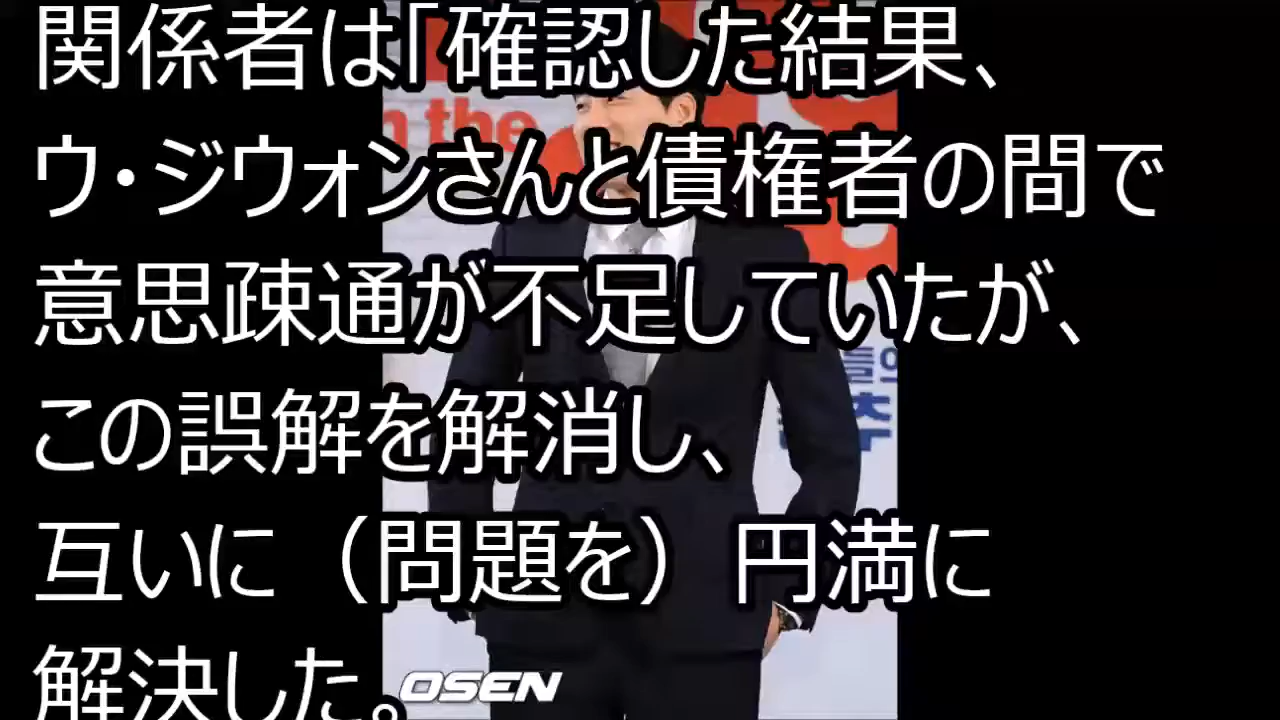 関係者は「確認した結果、
ウ・ジウォンさんと債権者の間で
意思疎通が不足していたが、
この誤解を解消し、
互いに（問題を）円満に
解決した。
the
OSEN